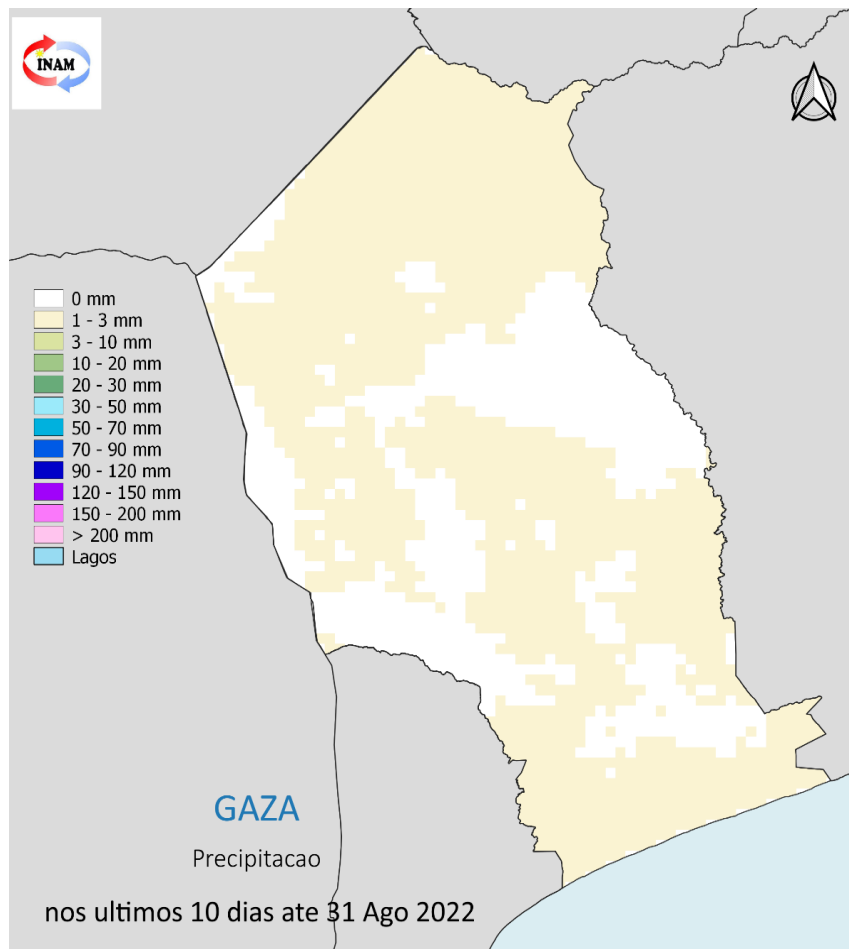 INAM
0 mm
1 - 3 mm
3 - 10 mm
10 - 20 mm
20 - 30 mm
30 - 50 mm
50 - 70 mm
70 - 90 mm
90 - 120 mm
120 - 150 mm
150 - 200 mm
> 200 mm
Lagos
GAZA
Precipitacao
nos ultimos 10 dias ate 31 Ago 2022